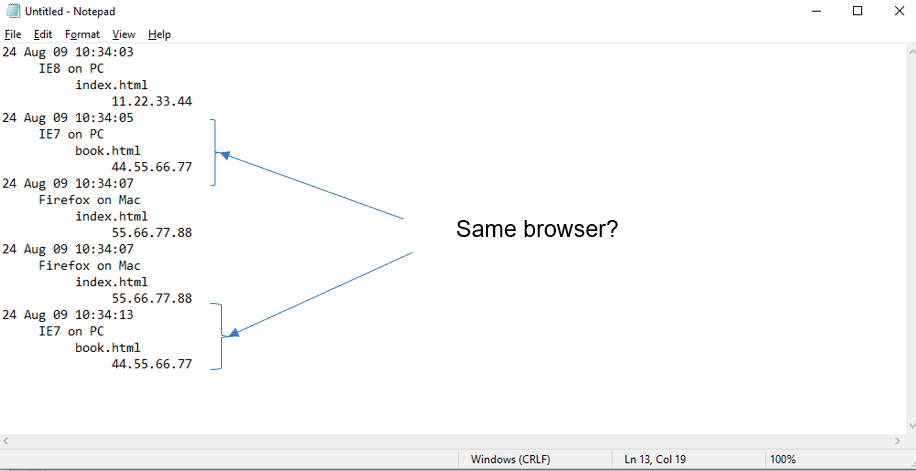 Untitled - Notepad
File Edit Format View Help
24 Aug 09 10:34:03
IE8 on PC
index.html
11.22.33.44
24 Aug 09 10:34:05
IE7 on PC
book.html
44.55.66.77
24 Aug 09 10:34:07
Firefox on Mac
index.html
55.66.77.88
24 Aug 09 10:34:07
Firefox on Mac
index.html
55.66.77.88
24 Aug 09 10:34:13
IE7 on PC
book.html
44.55.66.77
Same browser?
Windows (CRLF) Ln 13, Col 19 100%